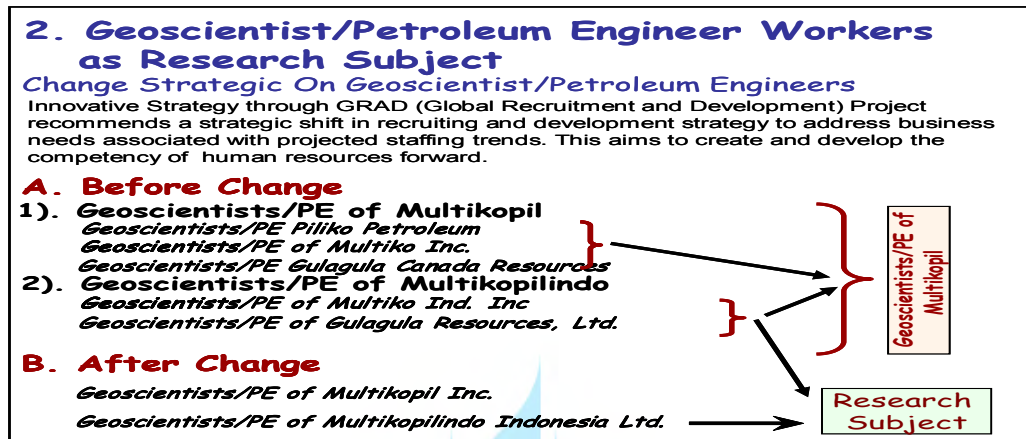 2. Geoscientist/Petroleum Engineer Workers
as Research Subject
Change Strategic On Geoscientist/Petroleum Engineers
Innovative Strategy through GRAD (Global Recruitment and Development) Project
recommends a strategic shift in recruiting and development strategy to address business
needs associated with projected staffing trends. This aims to create and develop the
competency of human resources forward.
A. Before Change
1). Geoscientists/PE of Multikopil
Geoscientists/PE Piliko Petroleum
Geoscientists/PE of Multiko Inc.
Geoscientists/PE Gulagula Canada Resources
2). Geoscientists/PE of Multikopilindo
Geoscientists/PE of Multiko Ind. Inc
Geoscientists/PE of Gulagula Resources, Ltd.
Geoscientists/PE of
Multikopil
B. After Change
Geoscientists/PE of Multikopil Inc.
Geoscientists/PE of Multikopilindo Indonesia Ltd.
Research
Subject